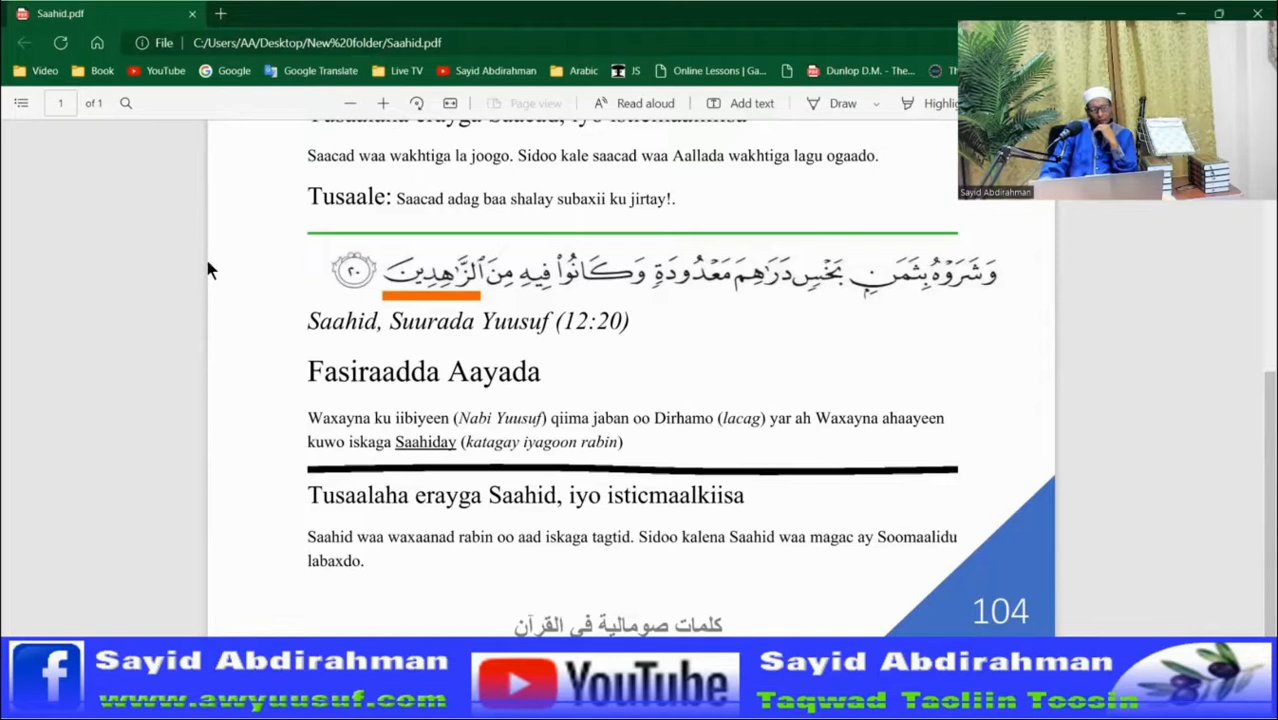 Saahid.pdf
File C:/Users/AA/Desktop/New%20folder/Saahid.pdf
Video Book YouTube Google Google Translate Live TV Sayid Abdirahman Arabic JS Online Lessons | Ga... Dunlop D.M. - The...
1 of 1 Page view Read aloud Add text Draw
Sayid Abdirahman
Tusaalaha erayga Saacad, iyo isticmaalkiisa
Saacad waa wakhtiga la joogo. Sidoo kale saacad waa Aallada wakhtiga lagu ogaado.
Tusaale: Saacad adag baa shalay subaxii ku jirtay!.
وَشَرَوْهُ بِثَمَنٍۭ بَخْسٍ دَرَٰهِمَ مَعْدُودَةٍ وَكَانُوا۟ فِيهِ مِنَ ٱلزَّٰهِدِينَ ٢٠
Saahid, Suurada Yuusuf (12:20)
Fasiraadda Aayada
Waxayna ku iibiyeen (Nabi Yuusuf) qiima jaban oo Dirhamo (lacag) yar ah Waxayna ahaayeen
kuwo iskaga Saahiday (katagay iyagoon rabin)
Tusaalaha erayga Saahid, iyo isticmaalkiisa
Saahid waa waxaanad rabin oo aad iskaga tagtid. Sidoo kalena Saahid waa magac ay Soomaalidu
labaxdo.
104
كلمات صومالية في القرآن
Sayid Abdirahman
www.awyuusuf.com
YouTube
Sayid Abdirahman
Taqwad Taoliin Toosin